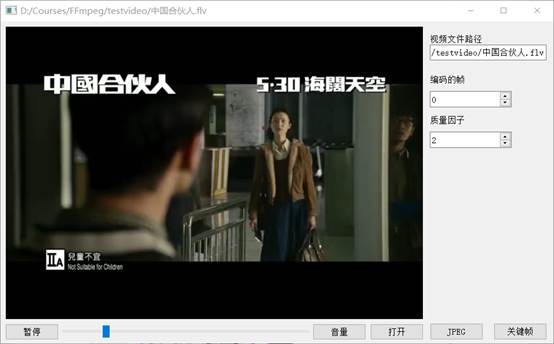 D:/Courses/FFmpeg/testvideo/中国合伙人.flv
中國合伙人
5·30 海闊天空
IIA
兒童不宜
Not Suitable for Children
视频文件路径
/testvideo/中国合伙人.flv
编码的帧
0
质量因子
2
暂停
音量
打开
JPEG
关键帧